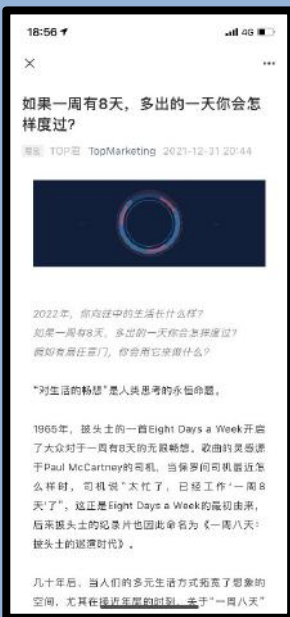 18:56
4G
如果一周有8天，多出的一天你会怎
样度过？
TOP君 TopMarketing 2021-12-31 20:44
2022年，你向往中的生活长什么样？
如果一周有8天，多出的一天你会怎样度过？
假如有扇任意门，你会用它来做什么？
“对生活的畅想”是人类思考的永恒命题。
1965年，披头士的一首Eight Days a Week开启
了大众对于一周有8天的无限畅想。歌曲的灵感源
于Paul McCartney的司机，当保罗问司机最近怎
么样时，司机说“太忙了，已经工作‘一周8
天’了”，这正是Eight Days a Week的最初由来，
后来披头士的纪录片也因此命名为《一周八天：
披头士的巡演时代》。
几十年后，当人们的多元生活方式拓宽了想象的
空间，尤其在接近年尾的时刻，关于“一周八天”